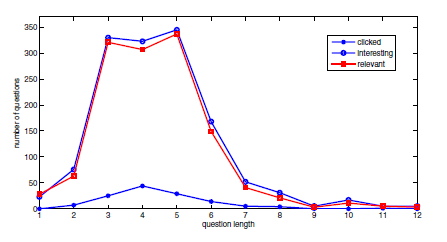 350
300
250
200
150
100
50
0
number of questions
clicked
interesting
relevant
1 2 3 4 5 6 7 8 9 10 11 12
question length